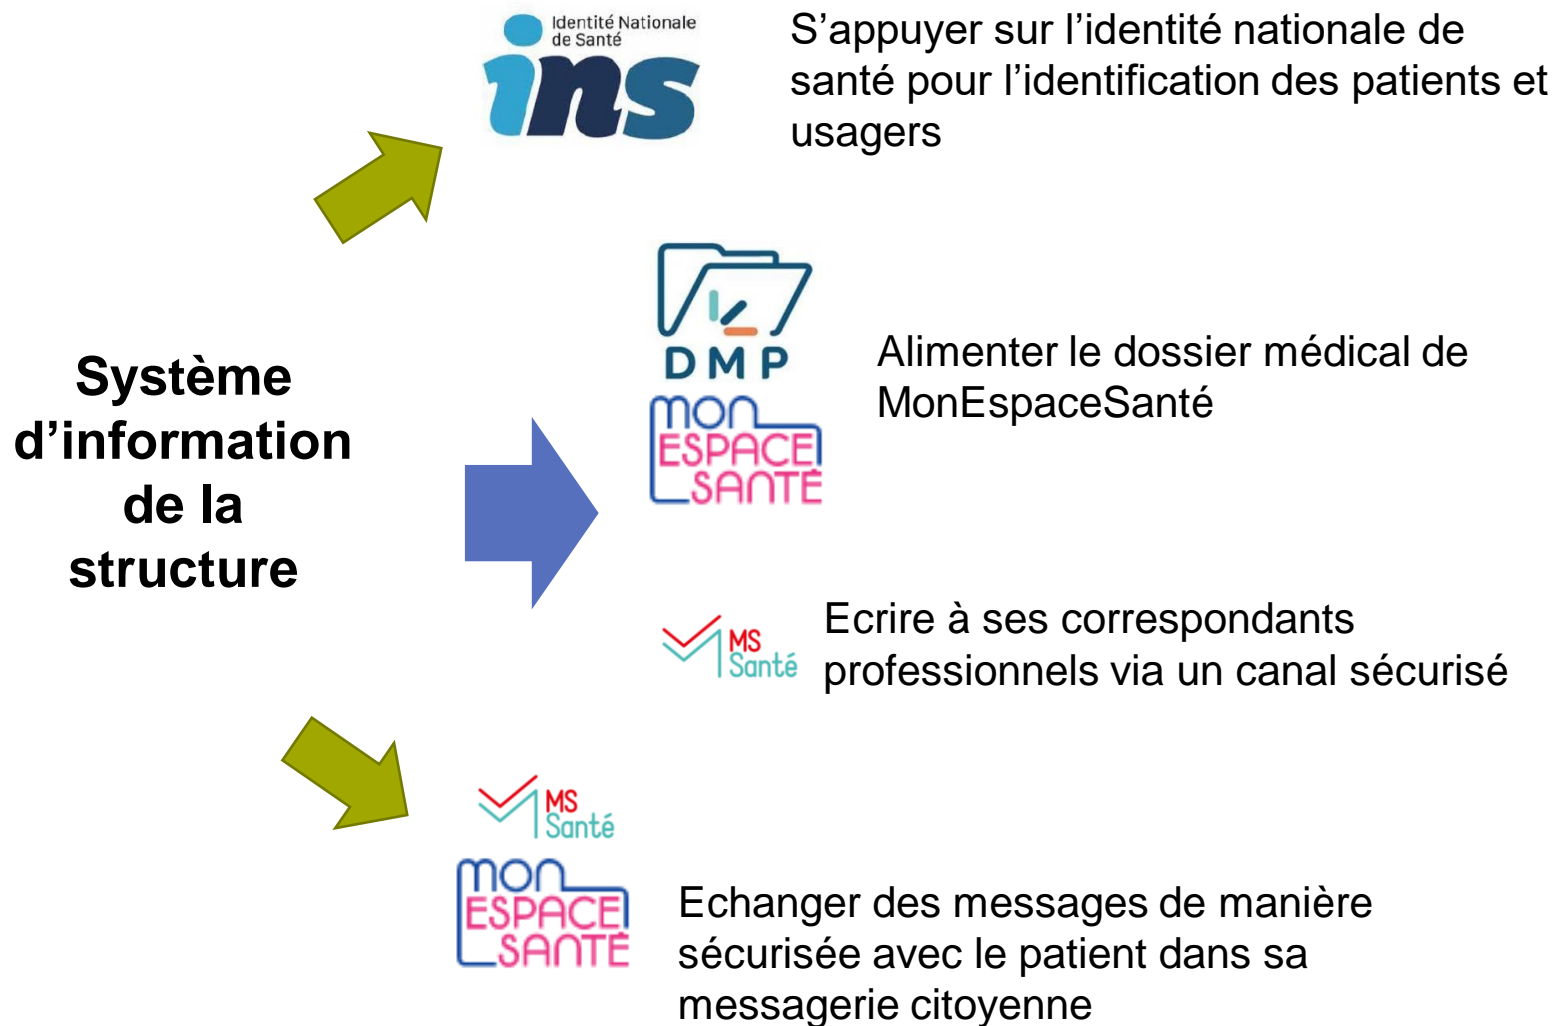 Identité Nationale
de Santé
ins
S’appuyer sur l’identité nationale de
santé pour l’identification des patients et
usagers
Système
d’information
de la
structure
DMP
mon
ESPACE
SANTÉ
Alimenter le dossier médical de
MonEspaceSanté
MS
Santé
Ecrire à ses correspondants
professionnels via un canal sécurisé
MS
Santé
mon
ESPACE
SANTÉ
Echanger des messages de manière
sécurisée avec le patient dans sa
messagerie citoyenne